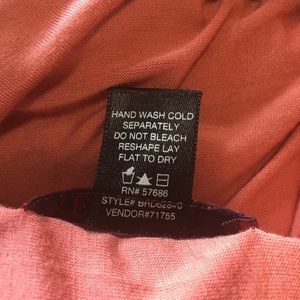 HAND WASH COLD
SEPARATELY
DO NOT BLEACH
RESHAPE LAY
FLAT TO DRY
RN# 57686
STYLE#
VENDOR#71755